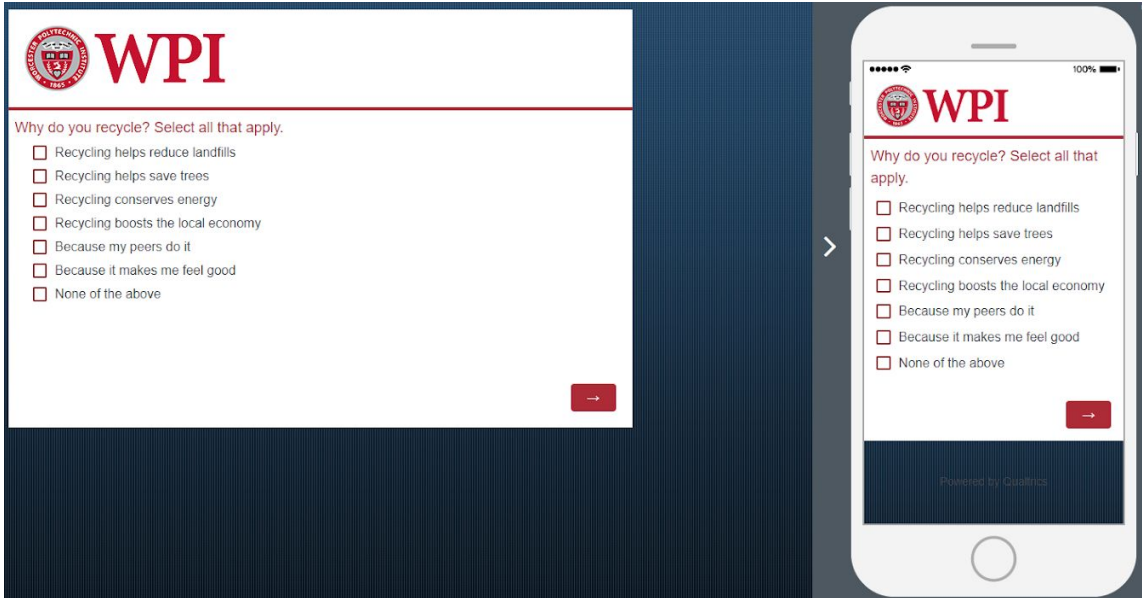 WORCESTER POLYTECHNIC INSTITUTE
1865
WPI
Why do you recycle? Select all that apply.
Recycling helps reduce landfills
Recycling helps save trees
Recycling conserves energy
Recycling boosts the local economy
Because my peers do it
Because it makes me feel good
None of the above
→
100%
WPI
Why do you recycle? Select all that
apply.
Recycling helps reduce landfills
Recycling helps save trees
Recycling conserves energy
Recycling boosts the local economy
Because my peers do it
Because it makes me feel good
None of the above
→
Powered by Qualtrics